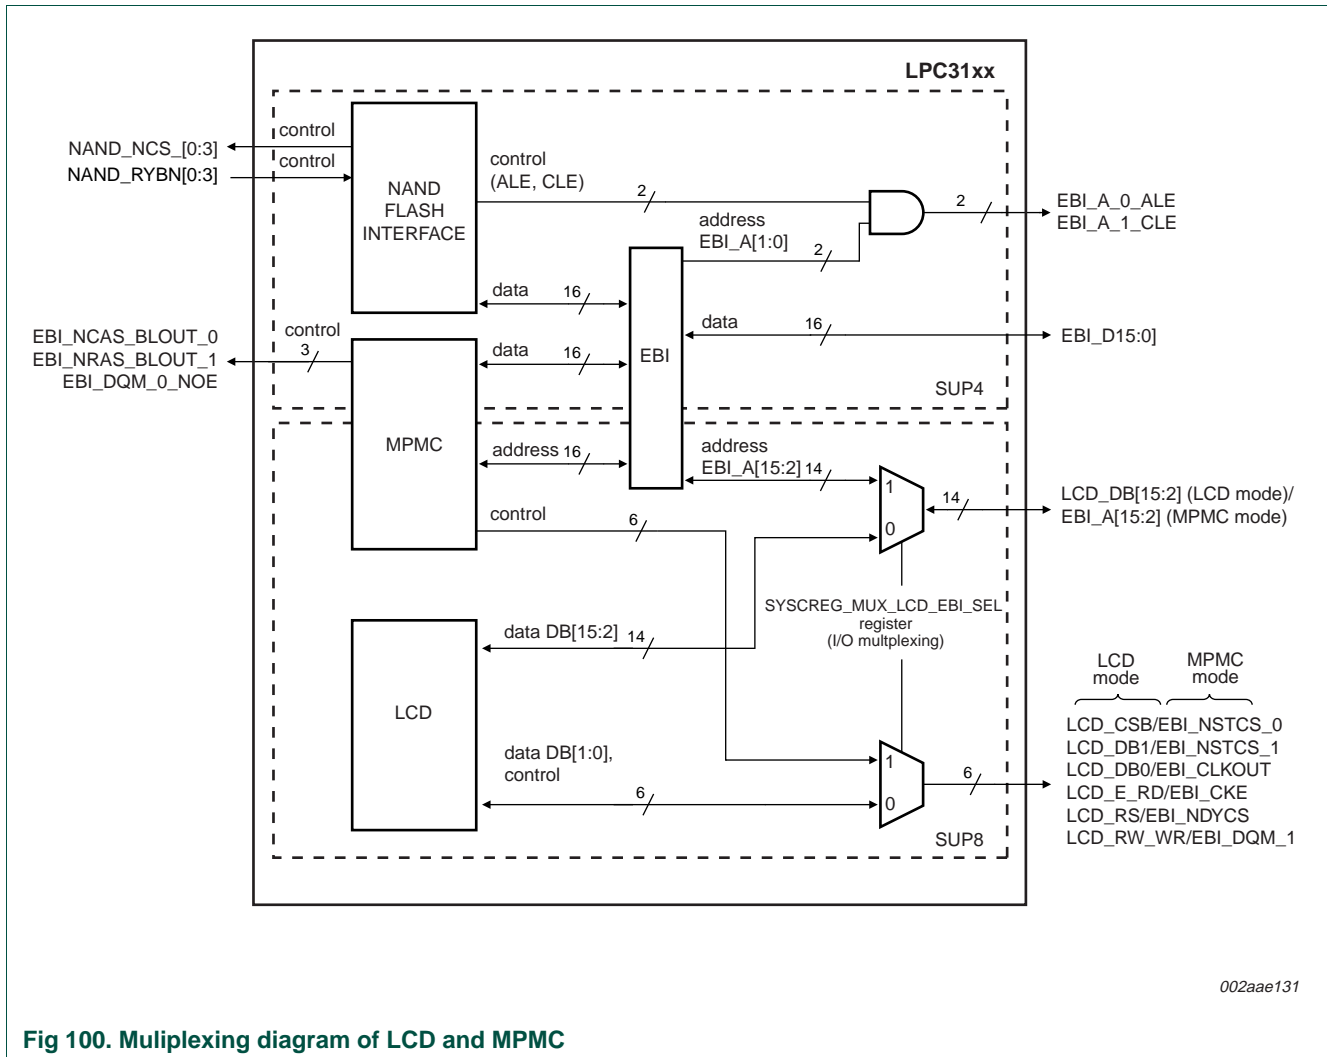 LPC31xx
control
NAND_NCS_[0:3]
control
NAND_RYBN[0:3]
NAND
FLASH
INTERFACE
control
(ALE, CLE)
2
address
EBI_A[1:0]
2
2
EBI_A_0_ALE
EBI_A_1_CLE
data
16
data
16
EBI_D15:0]
EBI_NCAS_BLOUT_0
EBI_NRAS_BLOUT_1
EBI_DQM_0_NOE
control
3
data
16
EBI
SUP4
MPMC
address
16
address
EBI_A[15:2]
14
1
0
14
LCD_DB[15:2] (LCD mode)/
EBI_A[15:2] (MPMC mode)
control
6
SYSCREG_MUX_LCD_EBI_SEL
register
(I/O multplexing)
data DB[15:2]
14
LCD
data DB[1:0],
control
6
1
0
6
SUP8
LCD
mode
MPMC
mode
LCD_CSB/EBI_NSTCS_0
LCD_DB1/EBI_NSTCS_1
LCD_DB0/EBI_CLKOUT
LCD_E_RD/EBI_CKE
LCD_RS/EBI_NDYCS
LCD_RW_WR/EBI_DQM_1
002aae131
Fig 100. Muliplexing diagram of LCD and MPMC